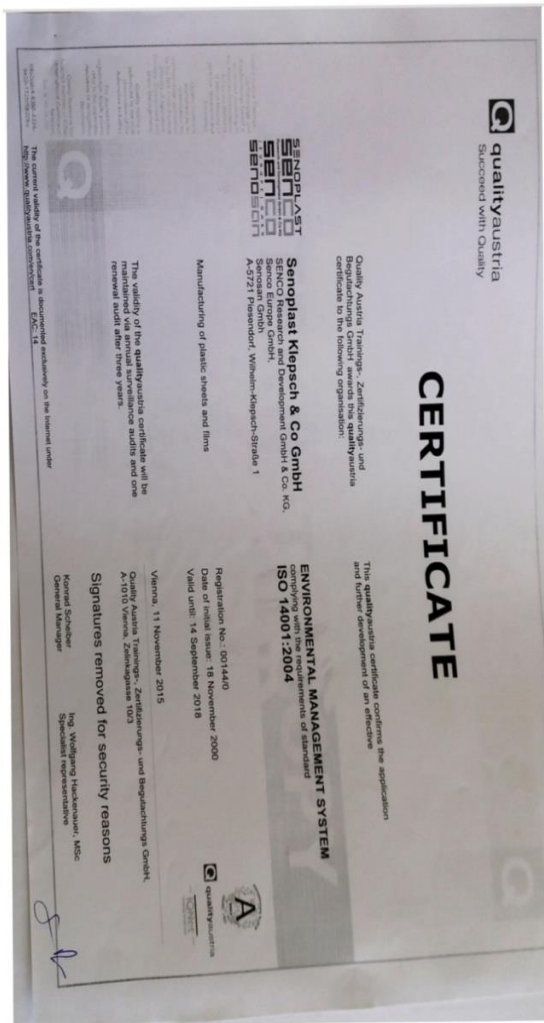 qualityaustria
Succeed with Quality
CERTIFICATE
Quality Austria Trainings-, Zertifizierungs- und
Begutachtungs GmbH awards this qualityaustria
certificate to the following organisation:
This qualityaustria certificate confirms the application
and further development of an effective
SENOPLAST
SENCO
SENCO
senosan
Senoplast Klepsch & Co GmbH
SENCO Research and Development GmbH & Co. KG,
Senco Europe GmbH,
Senosan GmbH
A-5721 Piesendorf, Wilhelm-Klepsch-Straße 1
ENVIRONMENTAL MANAGEMENT SYSTEM
complying with the requirements of standard
ISO 14001:2004
Manufacturing of plastic sheets and films
Registration No.: 00144/0
Date of initial issue: 18 November 2000
Valid until: 14 September 2018
qualityaustria
The validity of the qualityaustria certificate will be
maintained via annual surveillance audits and one
renewal audit after three years.
Vienna, 11 November 2015
Quality Austria Trainings-, Zertifizierungs- und Begutachtungs GmbH,
A-1010 Vienna, Zelinkagasse 10/3
Signatures removed for security reasons
Konrad Scheiber
General Manager
Ing. Wolfgang Hackenauer, MSc
Specialist representative
The current validity of the certificate is documented exclusively on the Internet under
http://www.qualityaustria.com/en/cert EAC: 14